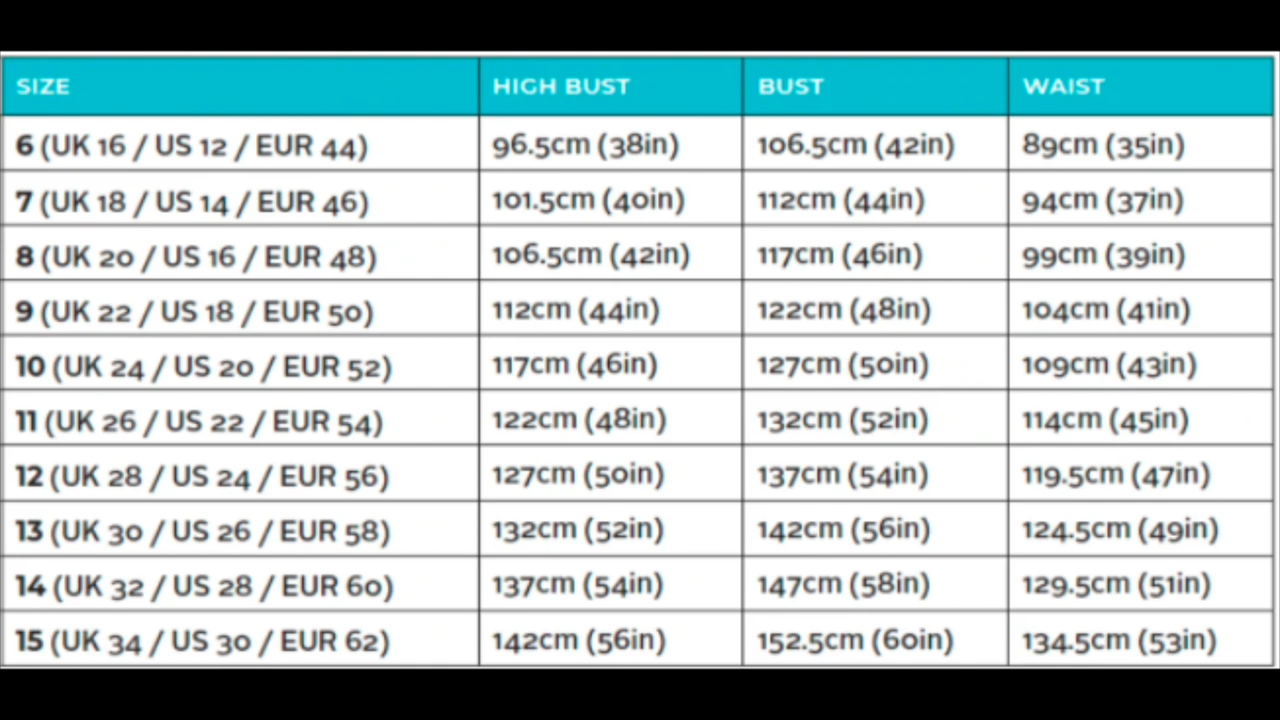 SIZE HIGH BUST BUST WAIST
6 (UK 16 / US 12 / EUR 44) 96.5cm (38in) 106.5cm (42in) 89cm (35in)
7 (UK 18 / US 14 / EUR 46) 101.5cm (40in) 112cm (44in) 94cm (37in)
8 (UK 20 / US 16 / EUR 48) 106.5cm (42in) 117cm (46in) 99cm (39in)
9 (UK 22 / US 18 / EUR 50) 112cm (44in) 122cm (48in) 104cm (41in)
10 (UK 24 / US 20 / EUR 52) 117cm (46in) 127cm (50in) 109cm (43in)
11 (UK 26 / US 22 / EUR 54) 122cm (48in) 132cm (52in) 114cm (45in)
12 (UK 28 / US 24 / EUR 56) 127cm (50in) 137cm (54in) 119.5cm (47in)
13 (UK 30 / US 26 / EUR 58) 132cm (52in) 142cm (56in) 124.5cm (49in)
14 (UK 32 / US 28 / EUR 60) 137cm (54in) 147cm (58in) 129.5cm (51in)
15 (UK 34 / US 30 / EUR 62) 142cm (56in) 152.5cm (60in) 134.5cm (53in)